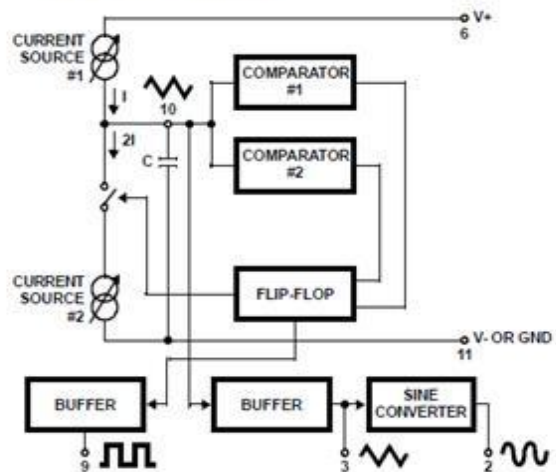 V+
6
CURRENT
SOURCE
#1
I
10
2I
C
COMPARATOR
#1
COMPARATOR
#2
CURRENT
SOURCE
#2
FLIP-FLOP
V- OR GND
11
BUFFER
BUFFER
SINE
CONVERTER
9
3
2